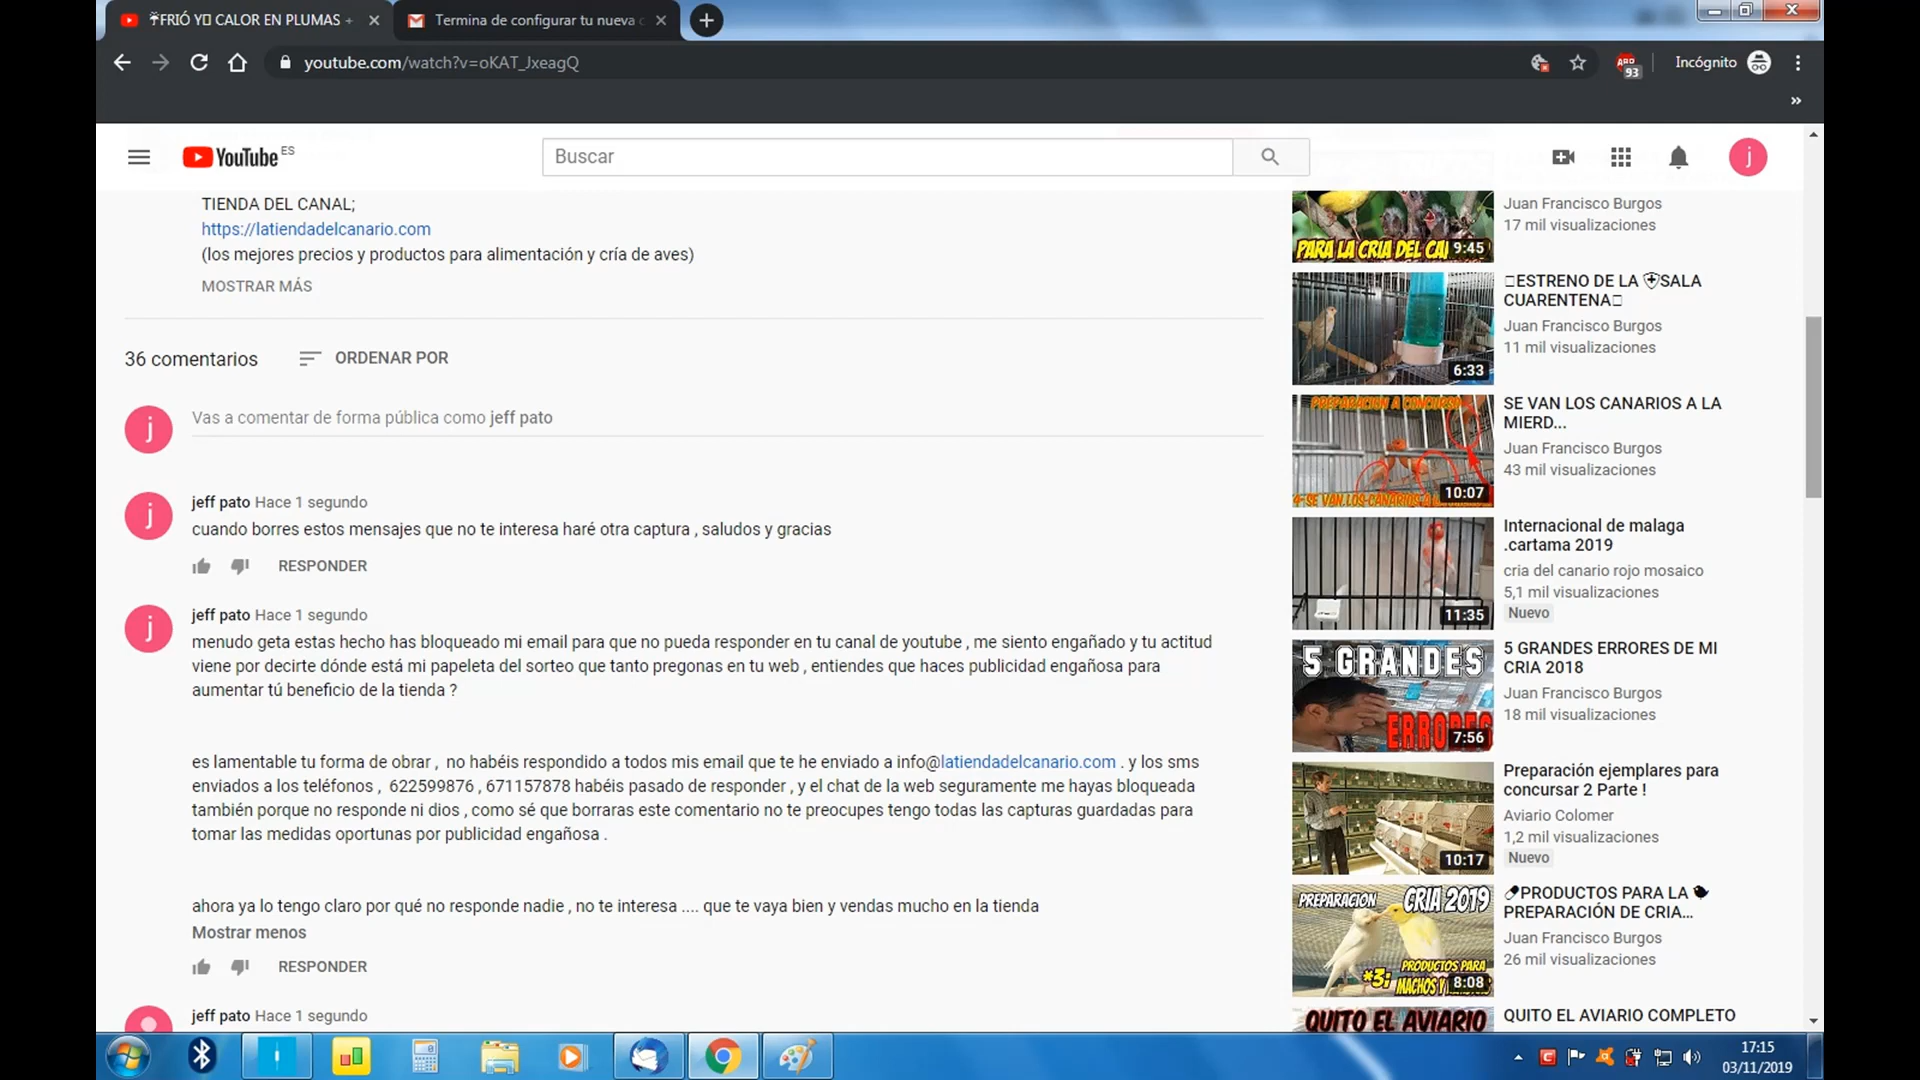 ☔FRIÓ Y CALOR EN PLUMAS +
Termina de configurar tu nueva c
youtube.com/watch?v=oKAT_JxeagQ
ABP
93
Incógnito
»
YouTube ES
Buscar
j
TIENDA DEL CANAL;
https://latiendadelcanario.com
(los mejores precios y productos para alimentación y cría de aves)
MOSTRAR MÁS
36 comentarios
ORDENAR POR
j
Vas a comentar de forma pública como jeff pato
j
jeff pato Hace 1 segundo
cuando borres estos mensajes que no te interesa haré otra captura , saludos y gracias
RESPONDER
j
jeff pato Hace 1 segundo
menudo geta estas hecho has bloqueado mi email para que no pueda responder en tu canal de youtube , me siento engañado y tu actitud
viene por decirte dónde está mi papeleta del sorteo que tanto pregonas en tu web , entiendes que haces publicidad engañosa para
aumentar tú beneficio de la tienda ?
es lamentable tu forma de obrar , no habéis respondido a todos mis email que te he enviado a info@latiendadelcanario.com . y los sms
enviados a los teléfonos , 622599876 , 671157878 habéis pasado de responder , y el chat de la web seguramente me hayas bloqueada
también porque no responde ni dios , como sé que borraras este comentario no te preocupes tengo todas las capturas guardadas para
tomar las medidas oportunas por publicidad engañosa .
ahora ya lo tengo claro por qué no responde nadie , no te interesa .... que te vaya bien y vendas mucho en la tienda
Mostrar menos
RESPONDER
jeff pato Hace 1 segundo
PARA LA CRIA DEL CA
9:45
Juan Francisco Burgos
17 mil visualizaciones
6:33
ESTRENO DE LA SALA
CUARENTENA
Juan Francisco Burgos
11 mil visualizaciones
PREPARACION A CONCURSO
SE VAN LOS CANARIOS A
10:07
SE VAN LOS CANARIOS A LA
MIERD...
Juan Francisco Burgos
43 mil visualizaciones
11:35
Internacional de malaga
.cartama 2019
cria del canario rojo mosaico
5,1 mil visualizaciones
Nuevo
5 GRANDES
ERRORES
7:56
5 GRANDES ERRORES DE MI
CRIA 2018
Juan Francisco Burgos
18 mil visualizaciones
10:17
Preparación ejemplares para
concursar 2 Parte !
Aviario Colomer
1,2 mil visualizaciones
Nuevo
PREPARACION CRIA 2019
*3; PRODUCTOS PARA
MACHOS Y
8:08
PRODUCTOS PARA LA
PREPARACIÓN DE CRIA...
Juan Francisco Burgos
26 mil visualizaciones
QUITO EL AVIARIO
QUITO EL AVIARIO COMPLETO
17:15
03/11/2019